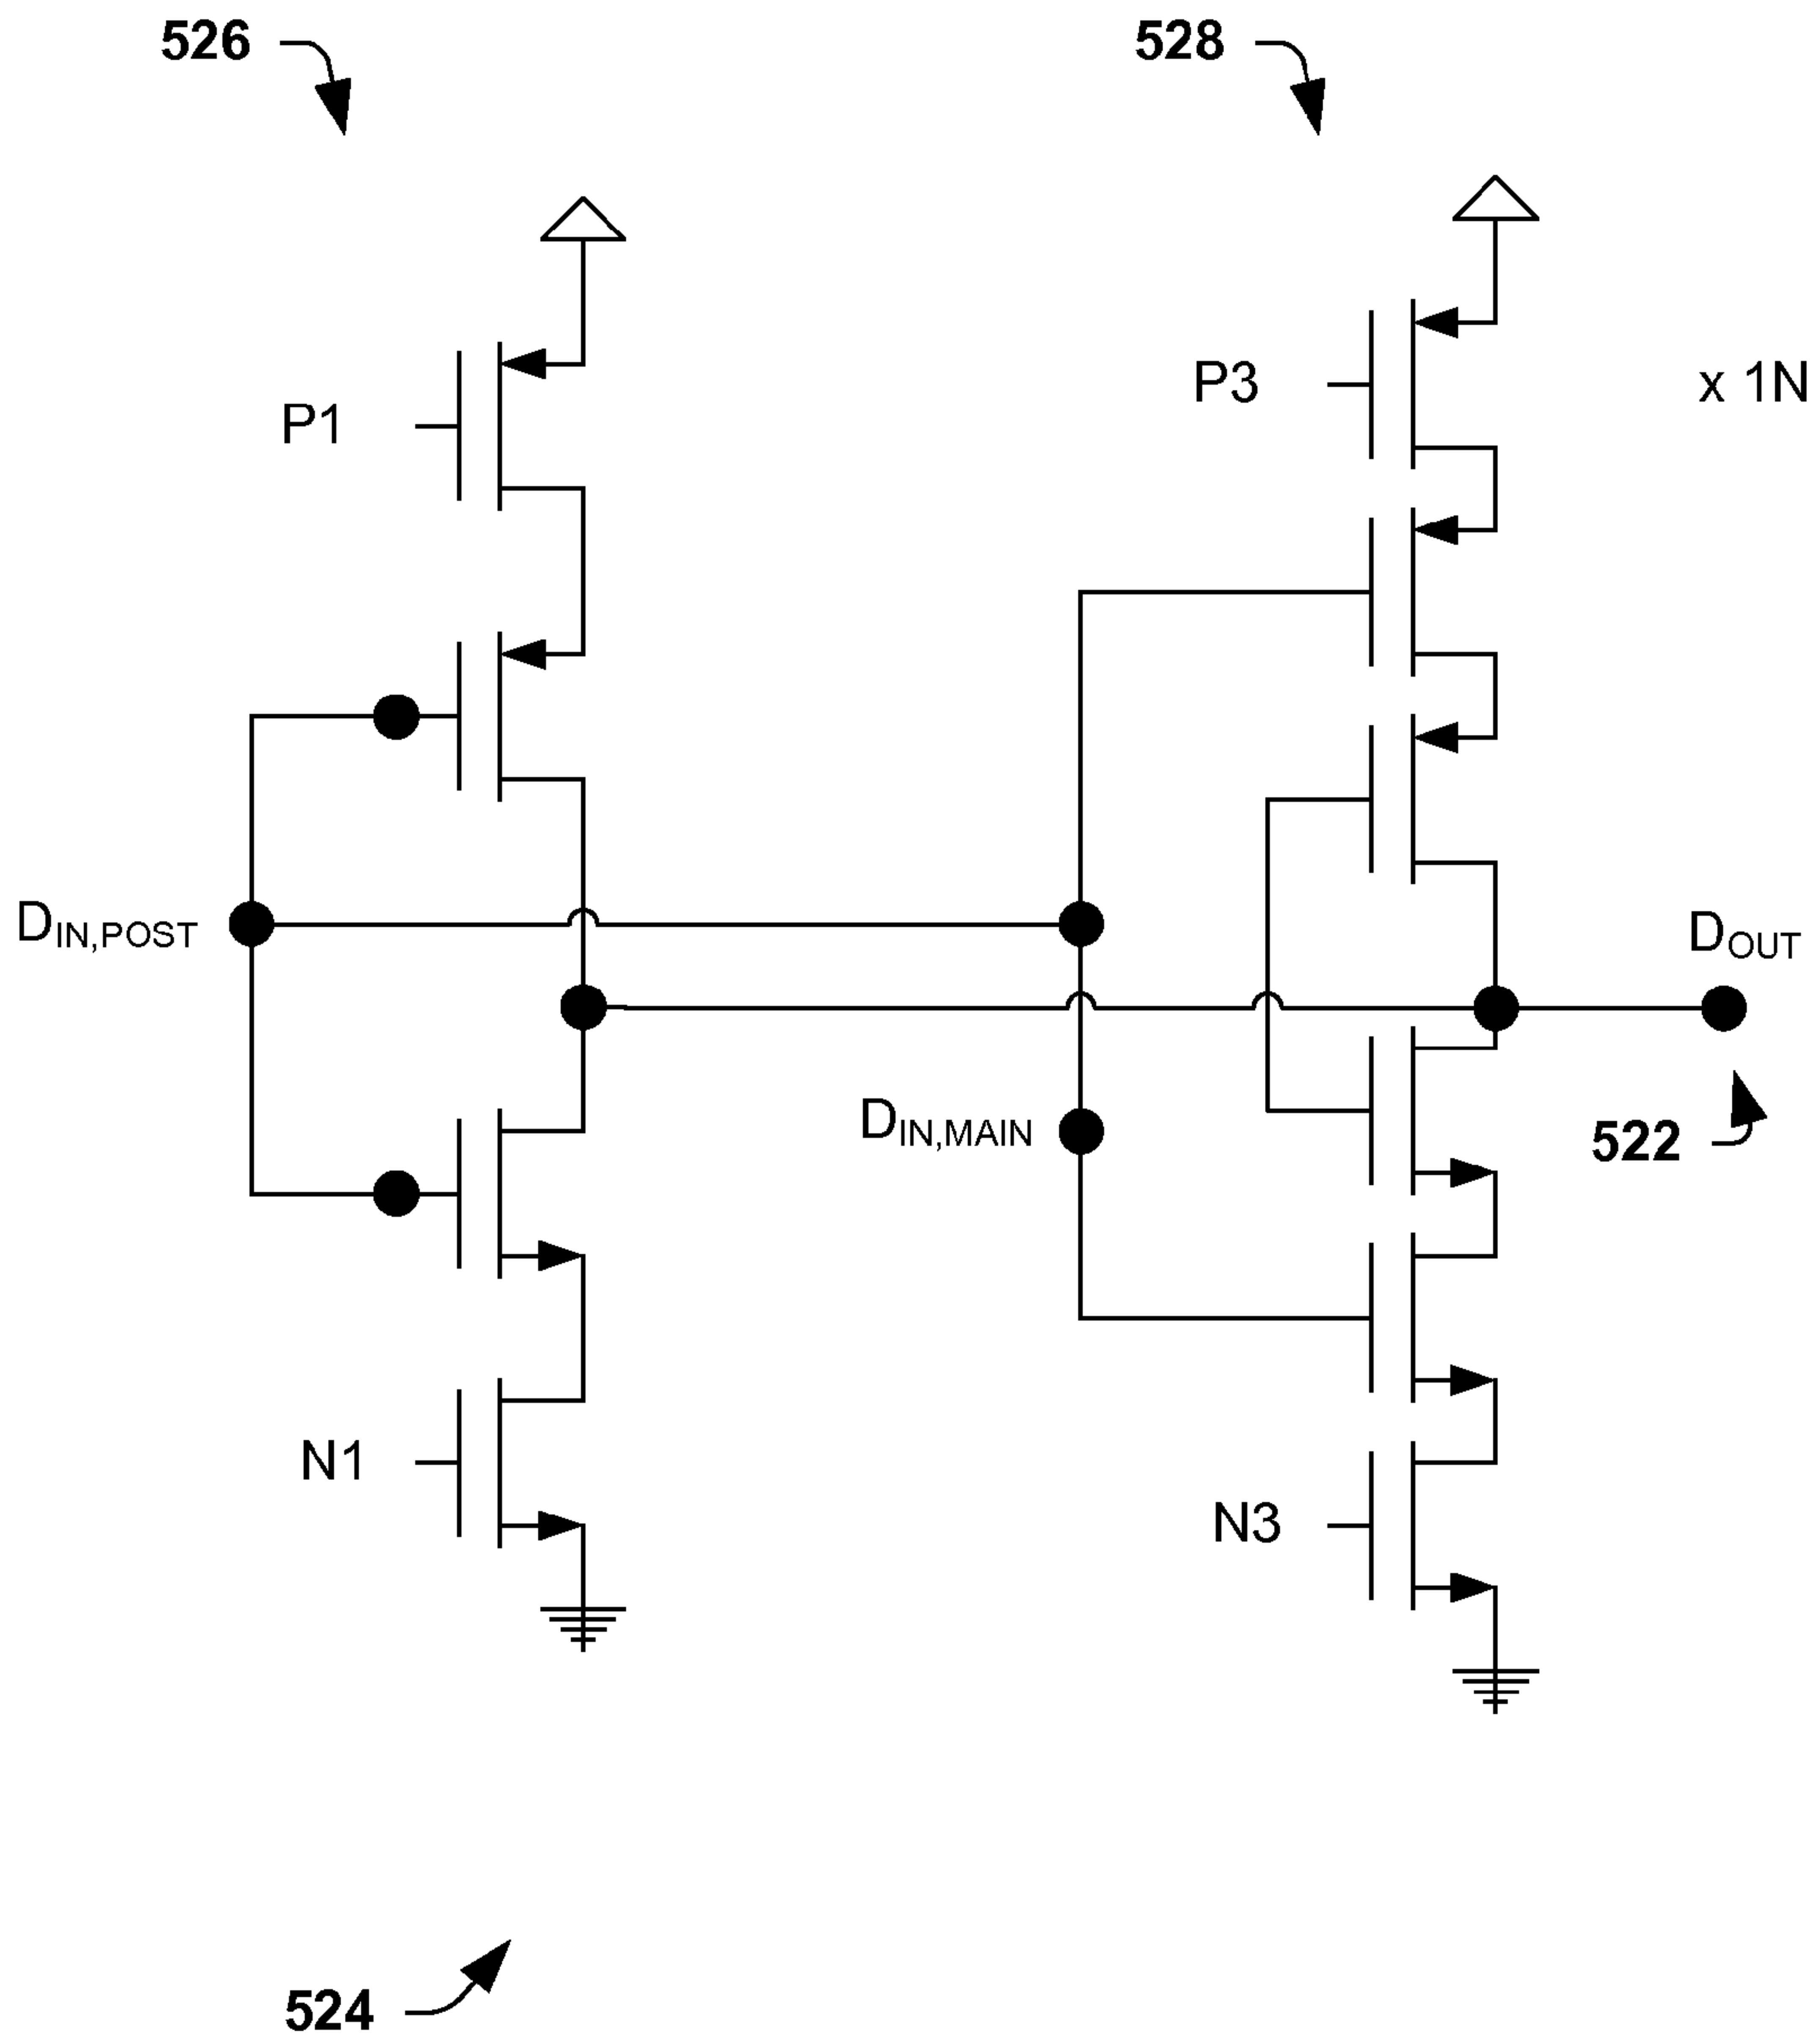 526
528
P1
P3
x 1N
DIN,POST
DOUT
DIN,MAIN
522
N1
N3
524